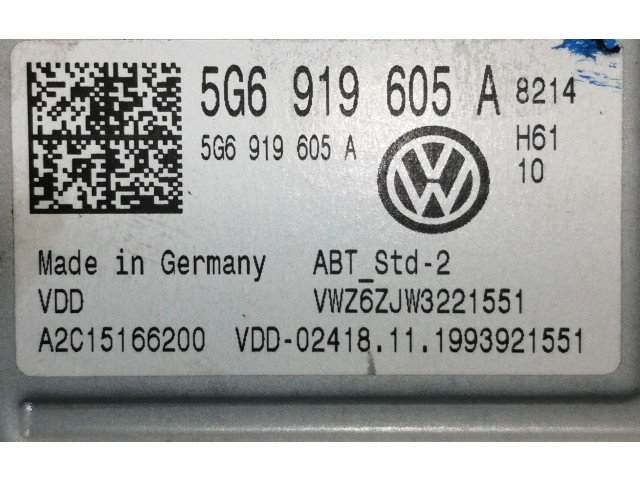 5G6 919 605 A 8214
5G6 919 605 A H61
10
Made in Germany ABT_Std-2
VDD VWZ6ZJW3221551
A2C15166200 VDD-02418.11.1993921551